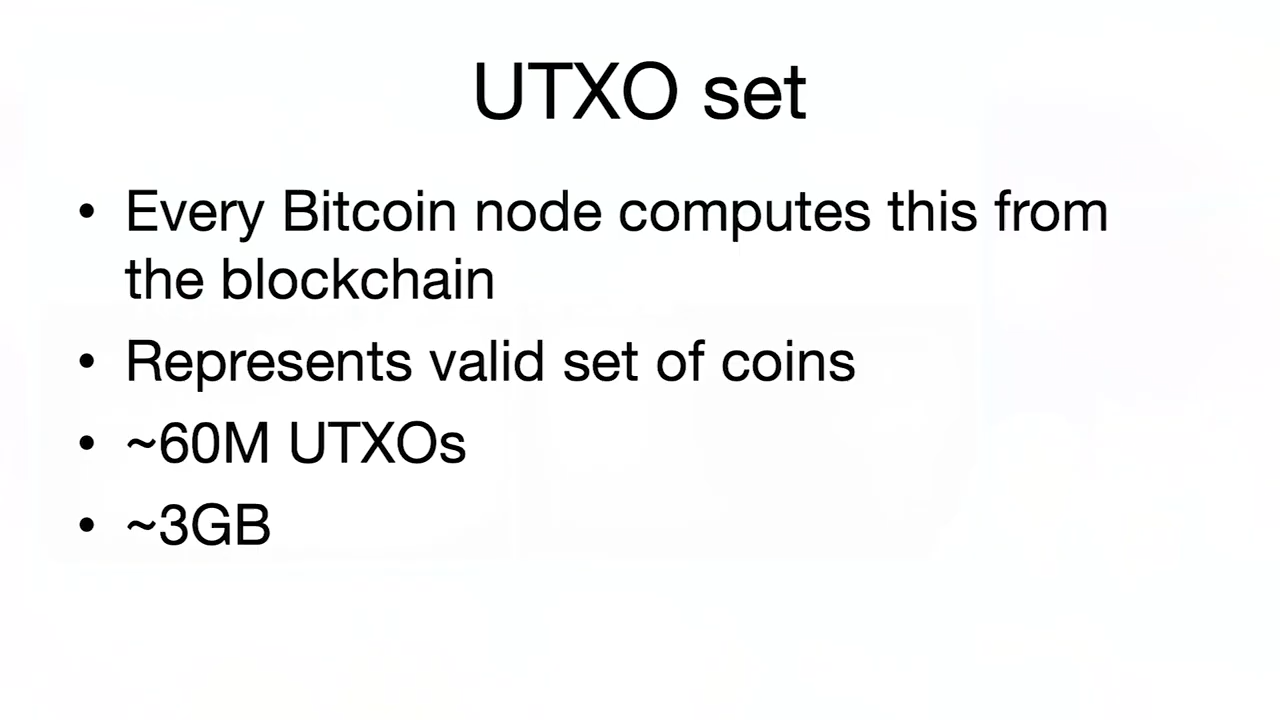 UTXO set
• Every Bitcoin node computes this from
the blockchain
• Represents valid set of coins
• ~60M UTXOs
• ~3GB